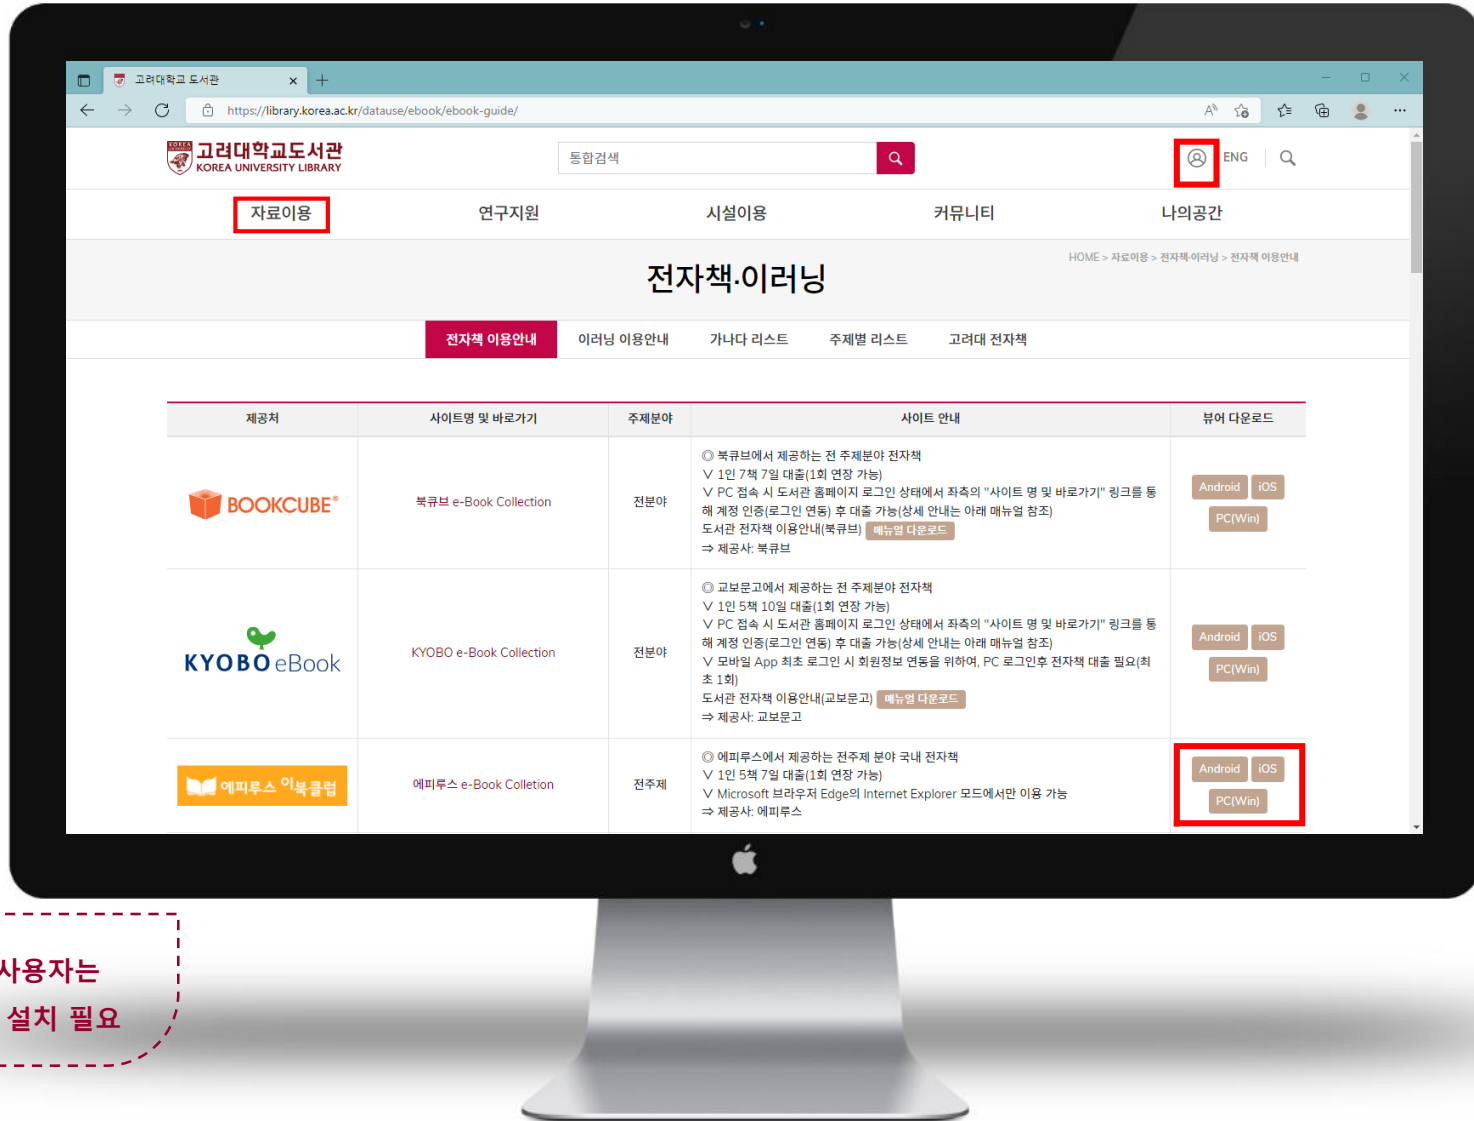 고려대학교 도서관
https://library.korea.ac.kr/datause/ebook/ebook-guide/
KOREA
고려대학교도서관
KOREA UNIVERSITY LIBRARY
통합검색
ENG
자료이용 연구지원 시설이용 커뮤니티 나의공간
전자책·이러닝
HOME > 자료이용 > 전자책·이러닝 > 전자책 이용안내
전자책 이용안내 이러닝 이용안내 가나다 리스트 주제별 리스트 고려대 전자책
제공처 사이트명 및 바로가기 주제분야 사이트 안내 뷰어 다운로드
BOOKCUBE®
북큐브 e-Book Collection
전분야
◎ 북큐브에서 제공하는 전 주제분야 전자책
∨ 1인 7책 7일 대출(1회 연장 가능)
∨ PC 접속 시 도서관 홈페이지 로그인 상태에서 좌측의 "사이트 명 및 바로가기" 링크를 통
해 계정 인증(로그인 연동) 후 대출 가능(상세 안내는 아래 매뉴얼 참조)
도서관 전자책 이용안내(북큐브) 매뉴얼 다운로드
⇒ 제공사: 북큐브
Android iOS
PC(Win)
KYOBO eBook
KYOBO e-Book Collection
전분야
◎ 교보문고에서 제공하는 전 주제분야 전자책
∨ 1인 5책 10일 대출(1회 연장 가능)
∨ PC 접속 시 도서관 홈페이지 로그인 상태에서 좌측의 "사이트 명 및 바로가기" 링크를 통
해 계정 인증(로그인 연동) 후 대출 가능(상세 안내는 아래 매뉴얼 참조)
∨ 모바일 App 최초 로그인 시 회원정보 연동을 위하여, PC 로그인후 전자책 대출 필요(최
초 1회)
도서관 전자책 이용안내(교보문고) 매뉴얼 다운로드
⇒ 제공사: 교보문고
Android iOS
PC(Win)
에피루스 이북클럽
에피루스 e-Book Colletion
전주제
◎ 에피루스에서 제공하는 전주제 분야 국내 전자책
∨ 1인 5책 7일 대출(1회 연장 가능)
∨ Microsoft 브라우저 Edge의 Internet Explorer 모드에서만 이용 가능
⇒ 제공사: 에피루스
Android iOS
PC(Win)
사용자는
설치 필요